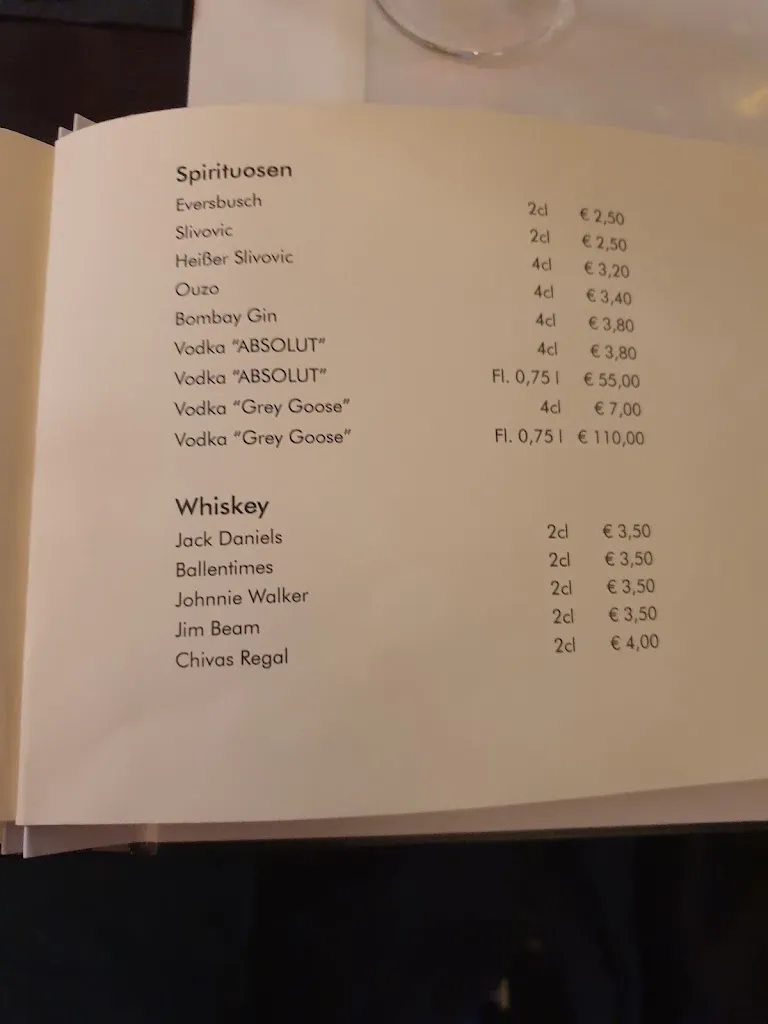 Spirituosen
Eversbusch 2cl € 2,50
Slivovic 2cl € 2,50
Heißer Slivovic 4cl € 3,20
Ouzo 4cl € 3,40
Bombay Gin 4cl € 3,80
Vodka “ABSOLUT” 4cl € 3,80
Vodka “ABSOLUT” Fl. 0,75 l € 55,00
Vodka “Grey Goose” 4cl € 7,00
Vodka “Grey Goose” Fl. 0,75 l € 110,00
Whiskey
Jack Daniels 2cl € 3,50
Ballentimes 2cl € 3,50
Johnnie Walker 2cl € 3,50
Jim Beam 2cl € 3,50
Chivas Regal 2cl € 4,00